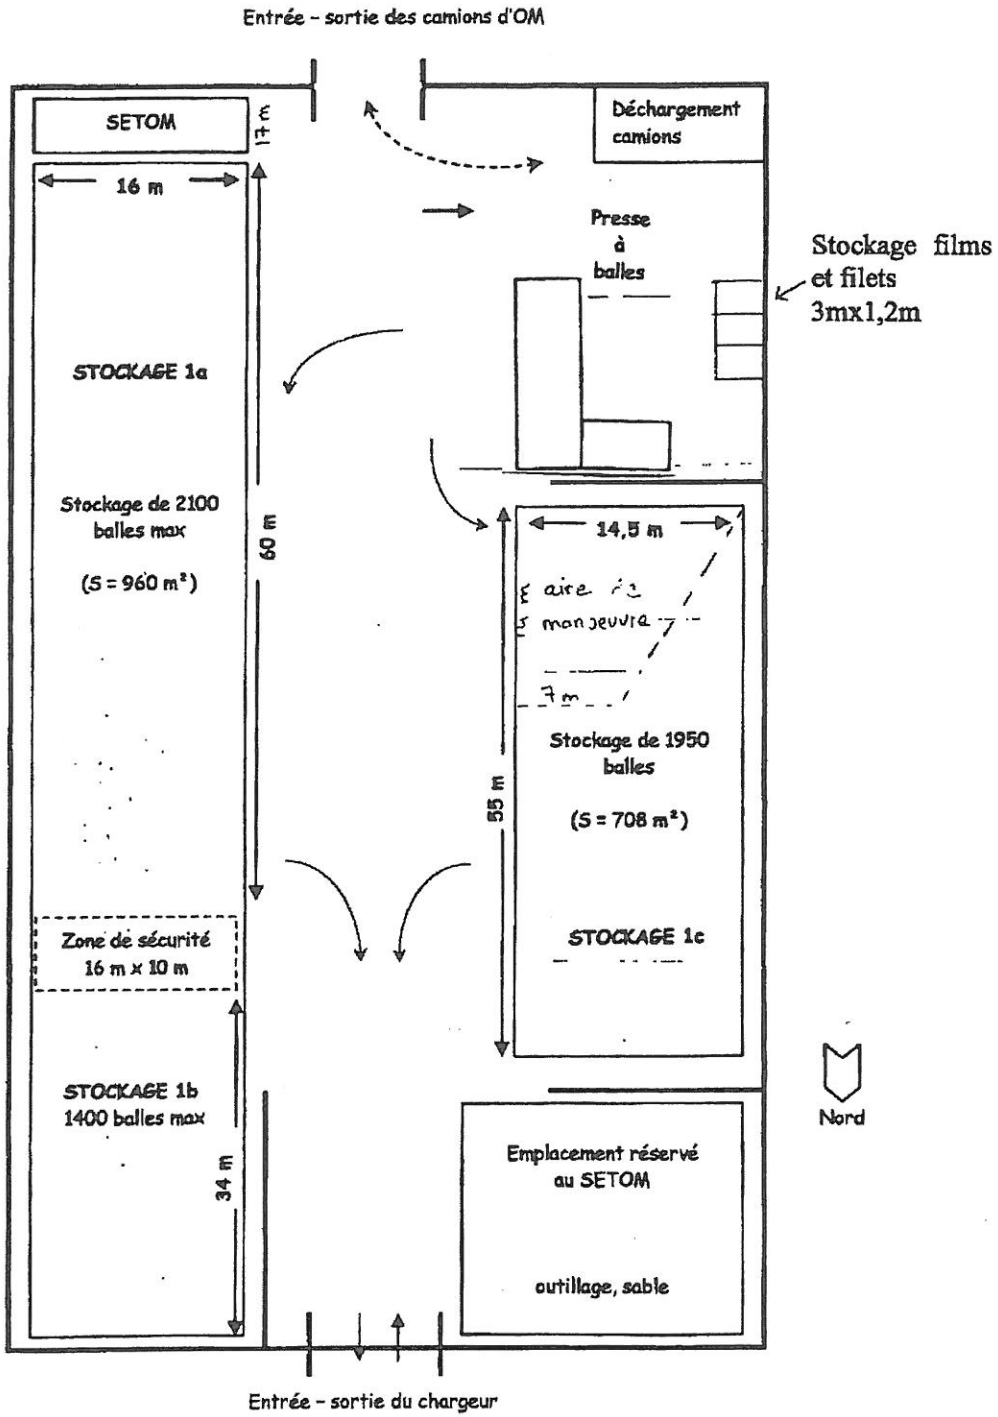 Entrée – sortie des camions d'OM
SETOM
17 m
Déchargement
camions
16 m
Presse
à
balles
Stockage films
et filets
3mx1,2m
STOCKAGE 1a
Stockage de 2100
balles max
(S = 960 m²)
60 m
14,5 m
aire de
manoeuvre
7 m
Stockage de 1950
balles
(S = 708 m²)
55 m
STOCKAGE 1c
Zone de sécurité
16 m x 10 m
STOCKAGE 1b
1400 balles max
34 m
Nord
Emplacement réservé
au SETOM
outillage, sable
Entrée – sortie du chargeur